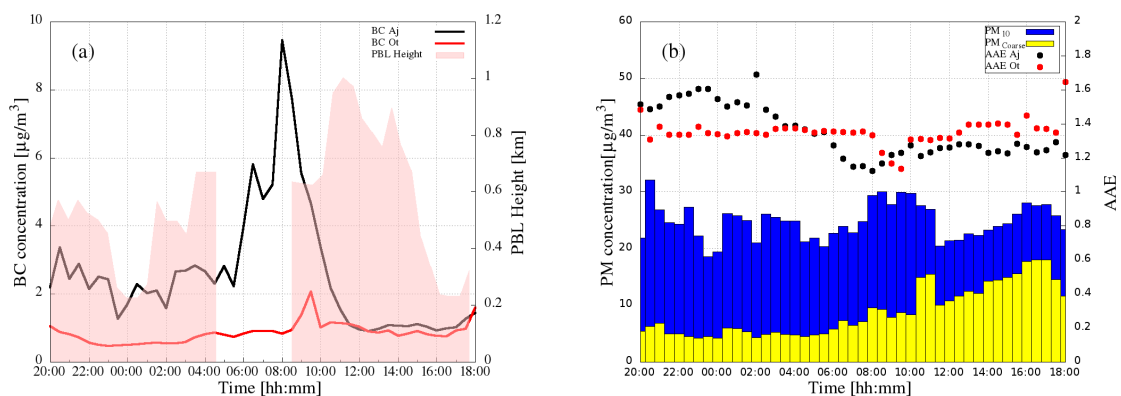 (a)
BC Aj
BC Ot
PBL Height
BC concentration [µg/m³]
10
8
6
4
2
0
1.2
1
0.8
0.6
0.4
0.2
0
PBL Height [km]
20:00 22:00 00:00 02:00 04:00 06:00 08:00 10:00 12:00 14:00 16:00 18:00
Time [hh:mm]
(b)
PM10
PMCoarse
AAE Aj
AAE Ot
PM concentration[µg/m³]
60
50
40
30
20
10
0
2
1.8
1.6
1.4
1.2
1
0.8
0.6
0.4
0.2
0
AAE
20:00 22:00 00:00 02:00 04:00 06:00 08:00 10:00 12:00 14:00 16:00 18:00
Time [hh:mm]